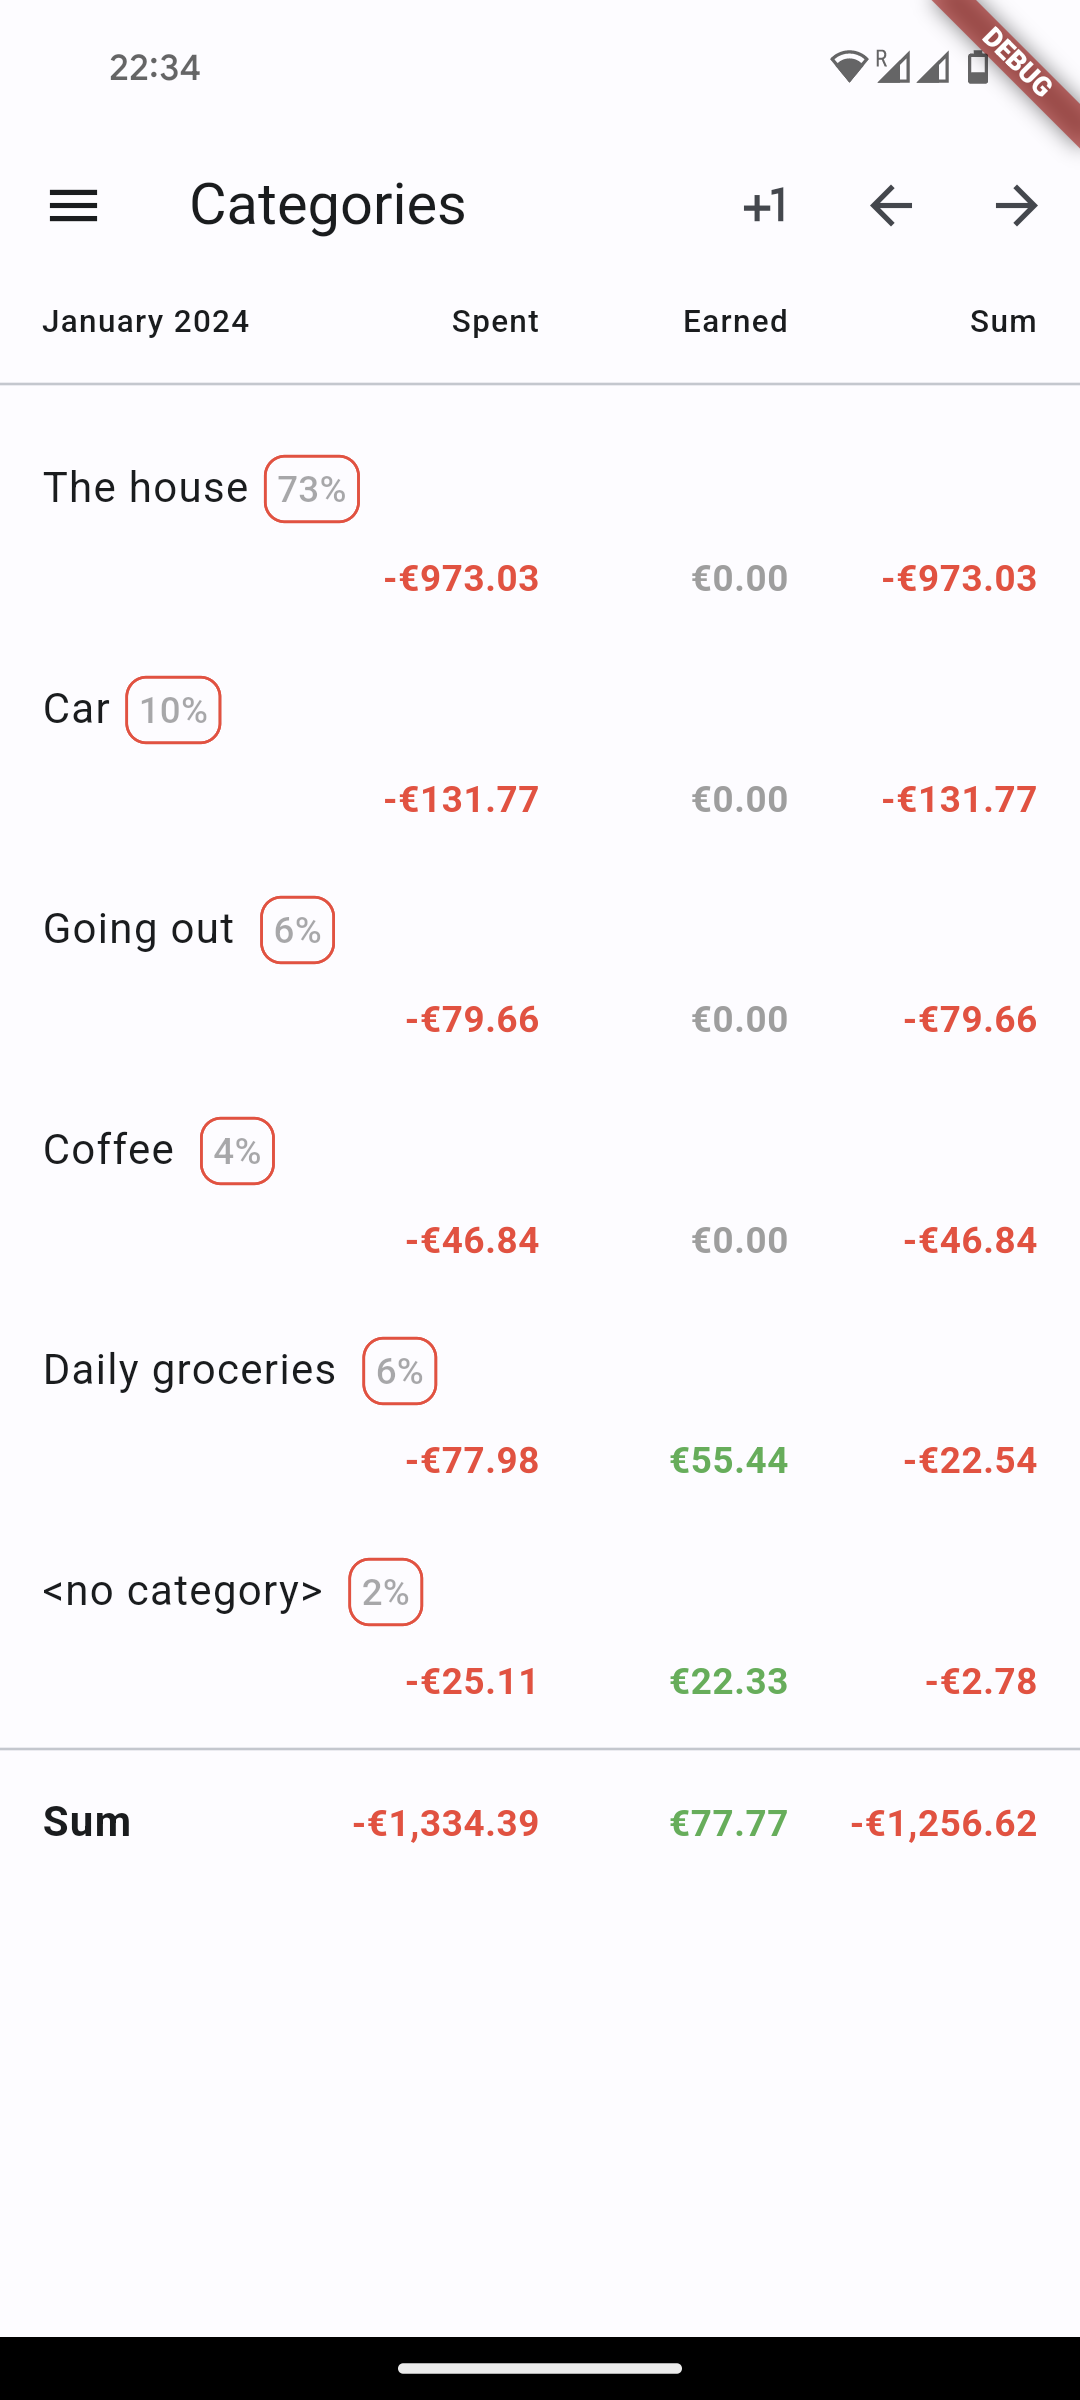 22:34
R
DEBUG
Categories +1
January 2024 Spent Earned Sum
The house 73%
-€973.03 €0.00 -€973.03
Car 10%
-€131.77 €0.00 -€131.77
Going out 6%
-€79.66 €0.00 -€79.66
Coffee 4%
-€46.84 €0.00 -€46.84
Daily groceries 6%
-€77.98 €55.44 -€22.54
<no category> 2%
-€25.11 €22.33 -€2.78
Sum -€1,334.39 €77.77 -€1,256.62